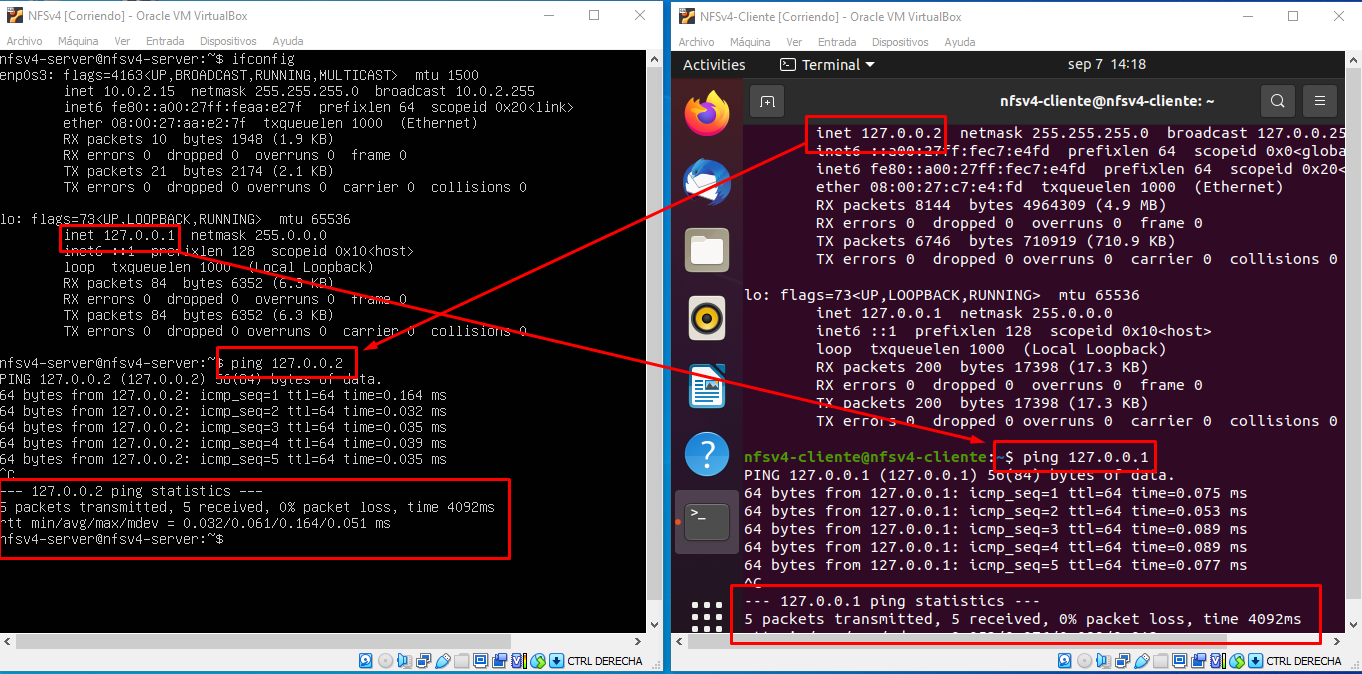 NFSv4 [Corriendo] - Oracle VM VirtualBox
Archivo Máquina Ver Entrada Dispositivos Ayuda
nfsv4-server@nfsv4-server:~$ ifconfig
enp0s3: flags=4163<UP,BROADCAST,RUNNING,MULTICAST> mtu 1500
inet 10.0.2.15 netmask 255.255.255.0 broadcast 10.0.2.255
inet6 fe80::a00:27ff:feaa:e27f prefixlen 64 scopeid 0x20<link>
ether 08:00:27:aa:e2:7f txqueuelen 1000 (Ethernet)
RX packets 10 bytes 1948 (1.9 KB)
RX errors 0 dropped 0 overruns 0 frame 0
TX packets 21 bytes 2174 (2.1 KB)
TX errors 0 dropped 0 overruns 0 carrier 0 collisions 0
lo: flags=73<UP,LOOPBACK,RUNNING> mtu 65536
inet 127.0.0.1 netmask 255.0.0.0
inet6 ::1 prefixlen 128 scopeid 0x10<host>
loop txqueuelen 1000 (Local Loopback)
RX packets 84 bytes 6352 (6.3 KB)
RX errors 0 dropped 0 overruns 0 frame 0
TX packets 84 bytes 6352 (6.3 KB)
TX errors 0 dropped 0 overruns 0 carrier 0 collisions 0
nfsv4-server@nfsv4-server:~$ ping 127.0.0.2
PING 127.0.0.2 (127.0.0.2) 56(84) bytes of data.
64 bytes from 127.0.0.2: icmp_seq=1 ttl=64 time=0.164 ms
64 bytes from 127.0.0.2: icmp_seq=2 ttl=64 time=0.032 ms
64 bytes from 127.0.0.2: icmp_seq=3 ttl=64 time=0.035 ms
64 bytes from 127.0.0.2: icmp_seq=4 ttl=64 time=0.039 ms
64 bytes from 127.0.0.2: icmp_seq=5 ttl=64 time=0.035 ms
^C
--- 127.0.0.2 ping statistics ---
5 packets transmitted, 5 received, 0% packet loss, time 4092ms
rtt min/avg/max/mdev = 0.032/0.061/0.164/0.051 ms
nfsv4-server@nfsv4-server:~$
CTRL DERECHA
NFSv4-Cliente [Corriendo] - Oracle VM VirtualBox
Archivo Máquina Ver Entrada Dispositivos Ayuda
Activities Terminal sep 7 14:18
nfsv4-cliente@nfsv4-cliente: ~
inet 127.0.0.2 netmask 255.255.255.0 broadcast 127.0.0.25
inet6 ::a00:27ff:fec7:e4fd prefixlen 64 scopeid 0x0<globa
inet6 fe80::a00:27ff:fec7:e4fd prefixlen 64 scopeid 0x20<
ether 08:00:27:c7:e4:fd txqueuelen 1000 (Ethernet)
RX packets 8144 bytes 4964309 (4.9 MB)
RX errors 0 dropped 0 overruns 0 frame 0
TX packets 6746 bytes 710919 (710.9 KB)
TX errors 0 dropped 0 overruns 0 carrier 0 collisions 0
lo: flags=73<UP,LOOPBACK,RUNNING> mtu 65536
inet 127.0.0.1 netmask 255.0.0.0
inet6 ::1 prefixlen 128 scopeid 0x10<host>
loop txqueuelen 1000 (Local Loopback)
RX packets 200 bytes 17398 (17.3 KB)
RX errors 0 dropped 0 overruns 0 frame 0
TX packets 200 bytes 17398 (17.3 KB)
TX errors 0 dropped 0 overruns 0 carrier 0 collisions 0
nfsv4-cliente@nfsv4-cliente:~$ ping 127.0.0.1
PING 127.0.0.1 (127.0.0.1) 56(84) bytes of data.
64 bytes from 127.0.0.1: icmp_seq=1 ttl=64 time=0.075 ms
64 bytes from 127.0.0.1: icmp_seq=2 ttl=64 time=0.053 ms
64 bytes from 127.0.0.1: icmp_seq=3 ttl=64 time=0.089 ms
64 bytes from 127.0.0.1: icmp_seq=4 ttl=64 time=0.089 ms
64 bytes from 127.0.0.1: icmp_seq=5 ttl=64 time=0.077 ms
^C
--- 127.0.0.1 ping statistics ---
5 packets transmitted, 5 received, 0% packet loss, time 4092ms
CTRL DERECHA